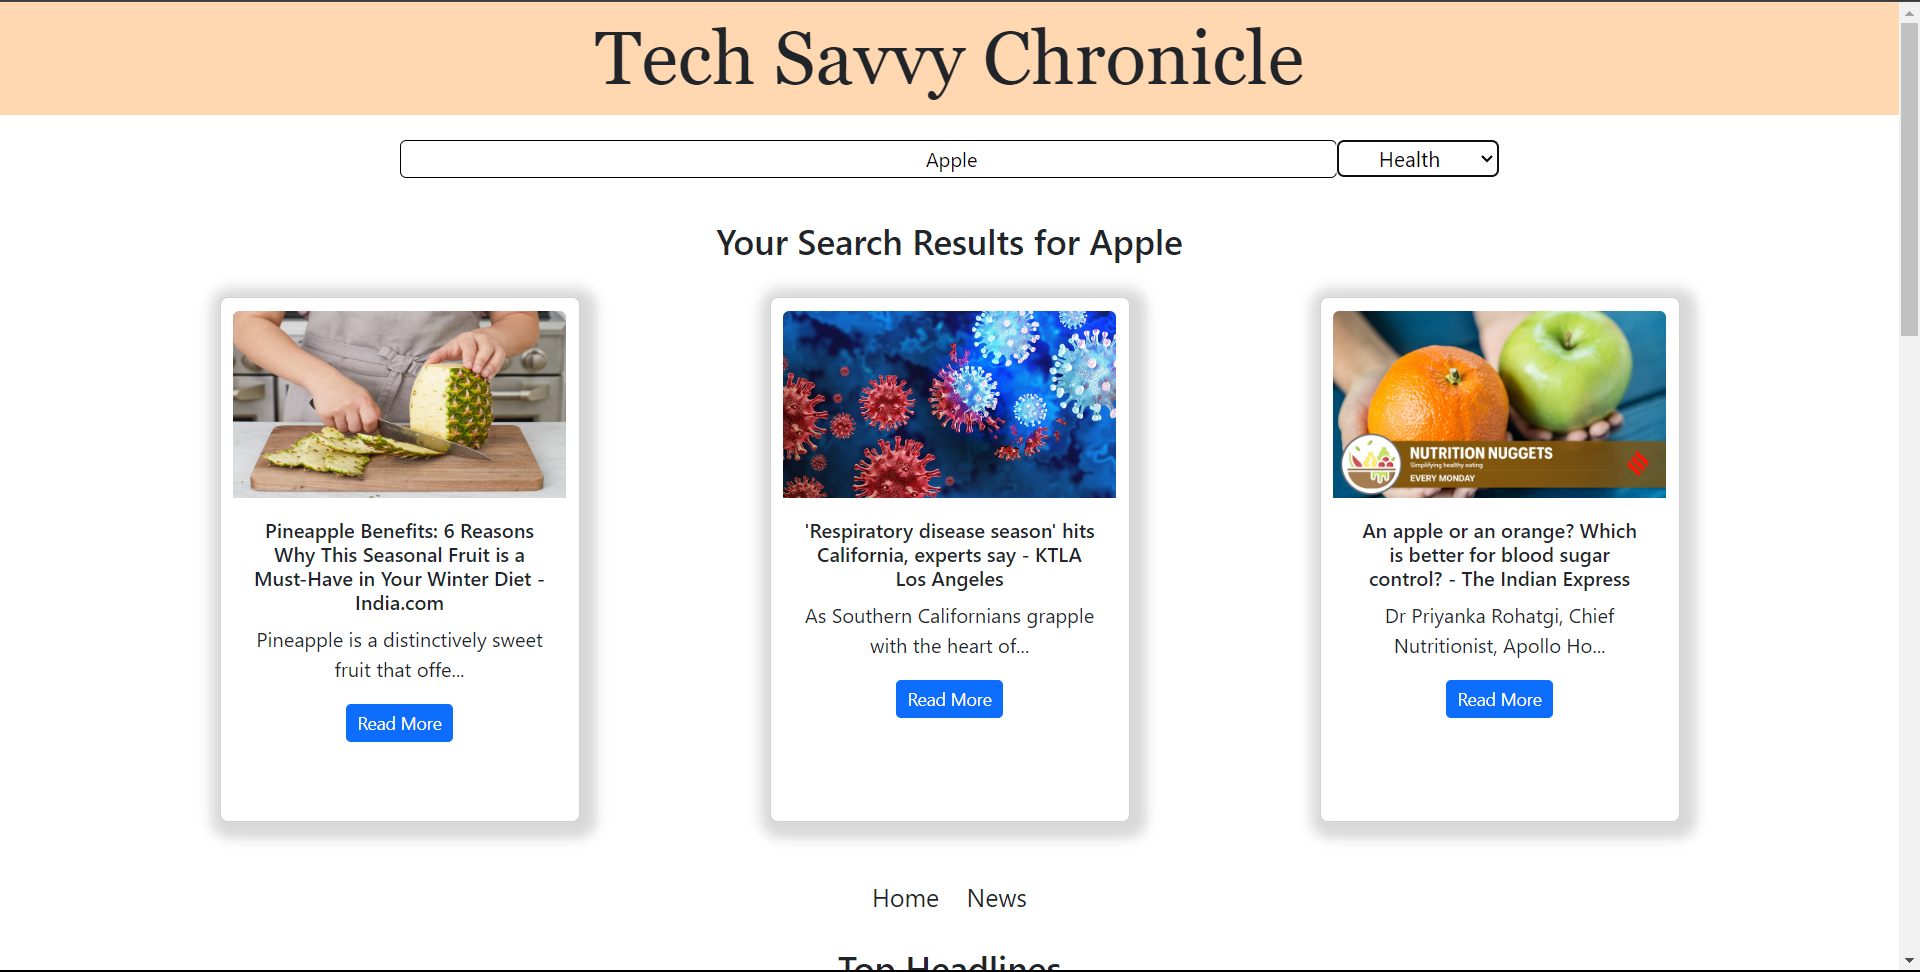 Tech Savvy Chronicle
Apple
Health
Your Search Results for Apple
NUTRITION NUGGETS
Simplifying healthy eating
EVERY MONDAY
Pineapple Benefits: 6 Reasons
Why This Seasonal Fruit is a
Must-Have in Your Winter Diet -
India.com
Pineapple is a distinctively sweet
fruit that offe...
Read More
'Respiratory disease season' hits
California, experts say - KTLA
Los Angeles
As Southern Californians grapple
with the heart of...
Read More
An apple or an orange? Which
is better for blood sugar
control? - The Indian Express
Dr Priyanka Rohatgi, Chief
Nutritionist, Apollo Ho...
Read More
Home News
Top Headlines